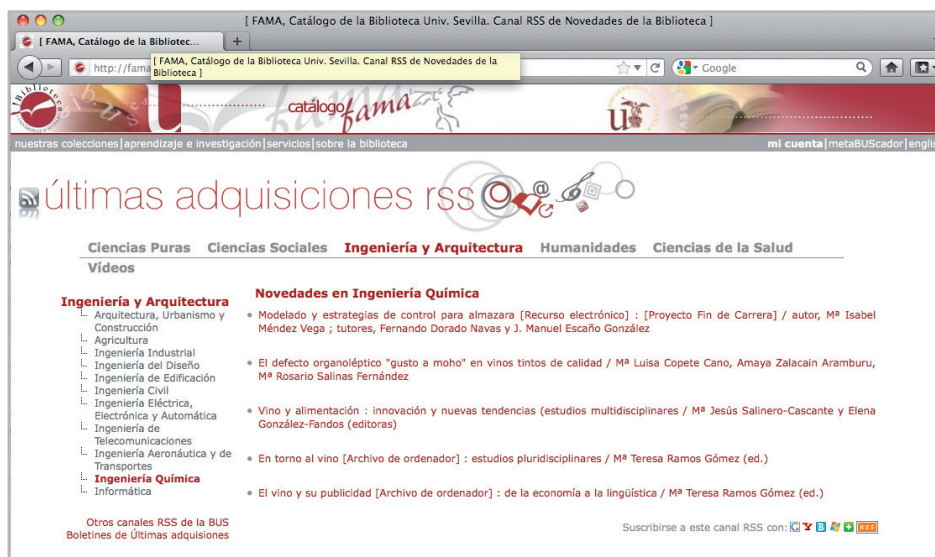 [ FAMA, Catálogo de la Biblioteca Univ. Sevilla. Canal RSS de Novedades de la Biblioteca ]
[ FAMA, Catálogo de la Bibliotec...
+
http://fama
[ FAMA, Catálogo de la Biblioteca Univ. Sevilla. Canal RSS de Novedades de la
Biblioteca ]
Google
catálogo fama
nuestras colecciones|aprendizaje e investigación|servicios|sobre la biblioteca
mi cuenta|metaBUScador|englis
últimas adquisiciones rss
Ciencias Puras Ciencias Sociales Ingeniería y Arquitectura Humanidades Ciencias de la Salud
Vídeos
Ingeniería y Arquitectura
Arquitectura, Urbanismo y
Construcción
Agricultura
Ingeniería Industrial
Ingeniería del Diseño
Ingeniería de Edificación
Ingeniería Civil
Ingeniería Eléctrica,
Electrónica y Automática
Ingeniería de
Telecomunicaciones
Ingeniería Aeronáutica y de
Transportes
Ingeniería Química
Informática
Otros canales RSS de la BUS
Boletines de Últimas adquisiones
Novedades en Ingeniería Química
Modelado y estrategias de control para almazara [Recurso electrónico] : [Proyecto Fin de Carrera] / autor, Mª Isabel
Méndez Vega ; tutores, Fernando Dorado Navas y J. Manuel Escaño González
El defecto organoléptico "gusto a moho" en vinos tintos de calidad / Mª Luisa Copete Cano, Amaya Zalacain Aramburu,
Mª Rosario Salinas Fernández
Vino y alimentación : innovación y nuevas tendencias (estudios multidisciplinares / Mª Jesús Salinero-Cascante y Elena
González-Fandos (editoras)
En torno al vino [Archivo de ordenador] : estudios pluridisciplinares / Mª Teresa Ramos Gómez (ed.)
El vino y su publicidad [Archivo de ordenador] : de la economía a la lingüística / Mª Teresa Ramos Gómez (ed.)
Suscribirse a este canal RSS con: RSS